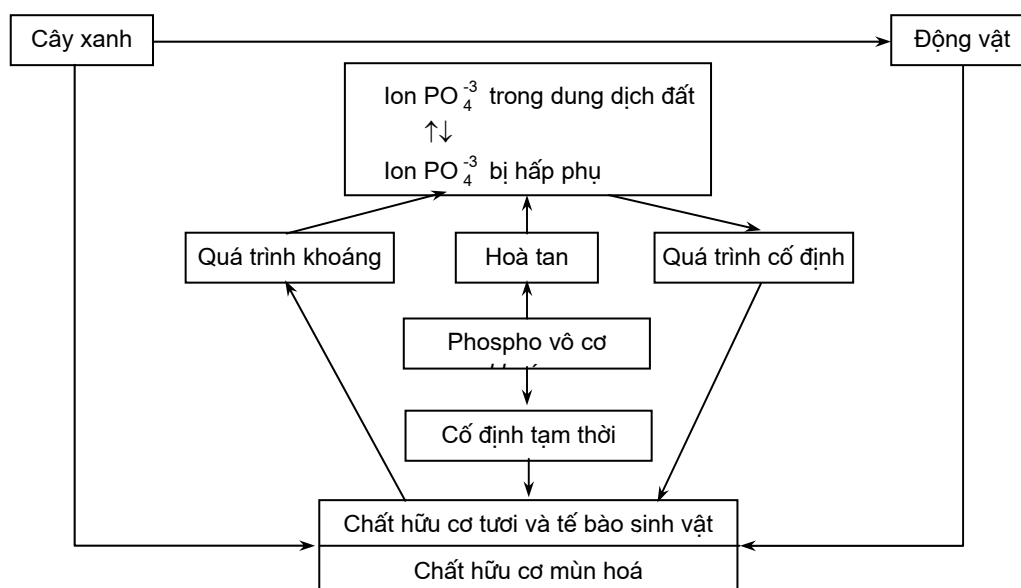 Cây xanh
Động vật
Ion PO₄⁻³ trong dung dịch đất
↑↓
Ion PO₄⁻³ bị hấp phụ
Quá trình khoáng
Hoà tan
Quá trình cố định
Phospho vô cơ
Cố định tạm thời
Chất hữu cơ tươi và tế bào sinh vật
Chất hữu cơ mùn hoá